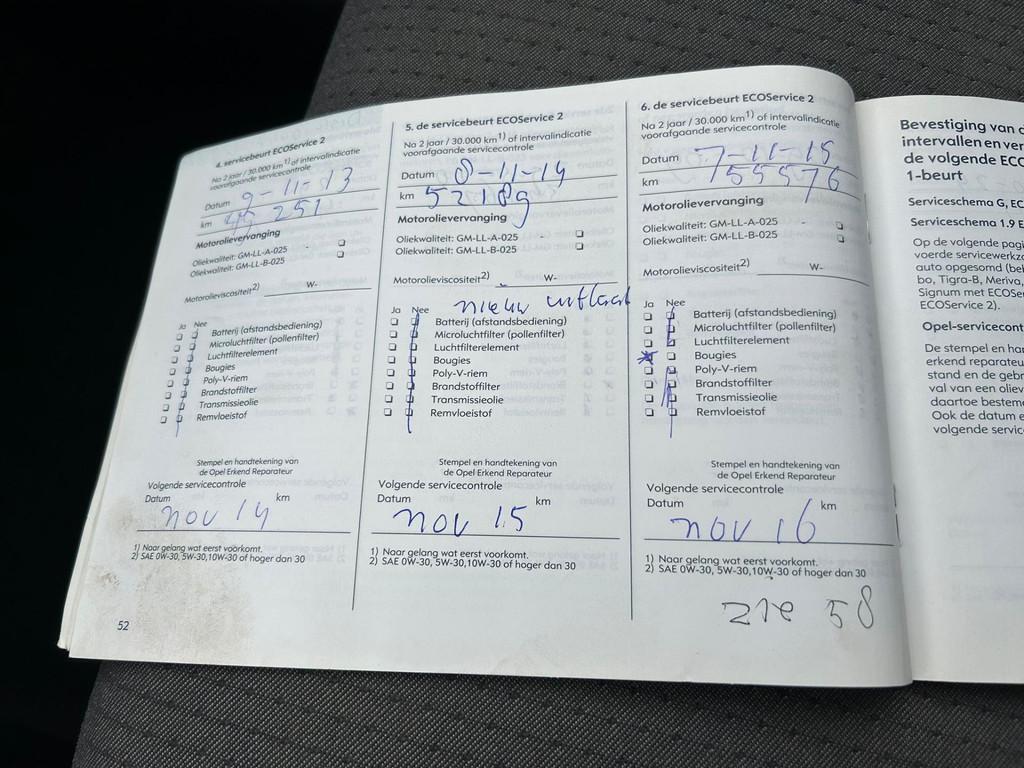 4. servicebeurt ECOService 2
Na 2 jaar / 30.000 km1) of intervalindicatie
voorafgaande servicecontrole
Datum 9-11-13
km 45 251
Motorolievervanging
Oliekwaliteit: GM-LL-A-025 - ❏
Oliekwaliteit: GM-LL-B-025 ❏
Motorolieviscositeit2) W-
Ja Nee
❏ ❏ Batterij (afstandsbediening)
❏ ❏ Microluchtfilter (pollenfilter)
❏ ❏ Luchtfilterelement
❏ ❏ Bougies
❏ ❏ Poly-V-riem
❏ ❏ Brandstoffilter
❏ ❏ Transmissieolie
❏ ❏ Remvloeistof
Stempel en handtekening van
de Opel Erkend Reparateur
Volgende servicecontrole
Datum km
nov 14
1) Naar gelang wat eerst voorkomt.
2) SAE 0W-30, 5W-30,10W-30 of hoger dan 30
52
5. de servicebeurt ECOService 2
Na 2 jaar / 30.000 km1) of intervalindicatie
voorafgaande servicecontrole
Datum 8-11-14
km 52189
Motorolievervanging
Oliekwaliteit: GM-LL-A-025 - ❏
Oliekwaliteit: GM-LL-B-025 ❏
Motorolieviscositeit2) W-
nieuw uitlaat
Ja Nee
❏ ❏ Batterij (afstandsbediening)
❏ ❏ Microluchtfilter (pollenfilter)
❏ ❏ Luchtfilterelement
❏ ❏ Bougies
❏ ❏ Poly-V-riem
❏ ❏ Brandstoffilter
❏ ❏ Transmissieolie
❏ ❏ Remvloeistof
Stempel en handtekening van
de Opel Erkend Reparateur
Volgende servicecontrole
Datum km
nov 15
1) Naar gelang wat eerst voorkomt.
2) SAE 0W-30, 5W-30,10W-30 of hoger dan 30
6. de servicebeurt ECOService 2
Na 2 jaar / 30.000 km1) of intervalindicatie
voorafgaande servicecontrole
Datum 7-11-15
km
Motorolievervanging
Oliekwaliteit: GM-LL-A-025 ❏
Oliekwaliteit: GM-LL-B-025 ❏
Motorolieviscositeit2) W-
Ja Nee
❏ ❏ Batterij (afstandsbediening)
❏ ❏ Microluchtfilter (pollenfilter)
❏ ❏ Luchtfilterelement
❏ ❏ Bougies
❏ ❏ Poly-V-riem
❏ ❏ Brandstoffilter
❏ ❏ Transmissieolie
❏ ❏ Remvloeistof
Stempel en handtekening van
de Opel Erkend Reparateur
Volgende servicecontrole
Datum km
nov 16
1) Naar gelang wat eerst voorkomt.
2) SAE 0W-30, 5W-30,10W-30 of hoger dan 30
zie 58
Bevestiging van
intervallen en ver
de volgende ECO
1-beurt
Serviceschema G, EC
Serviceschema 1.9
Op de volgende pagi
voerde servicewerkz
auto opgesomd (bel
bo, Tigra-B, Meriva,
Signum met ECOSe
ECOService 2).
Opel-servicecont
De stempel en ha
erkend reparateu
stand en de gebr
val van een oliev
daartoe bestem
Ook de datum e
volgende servic